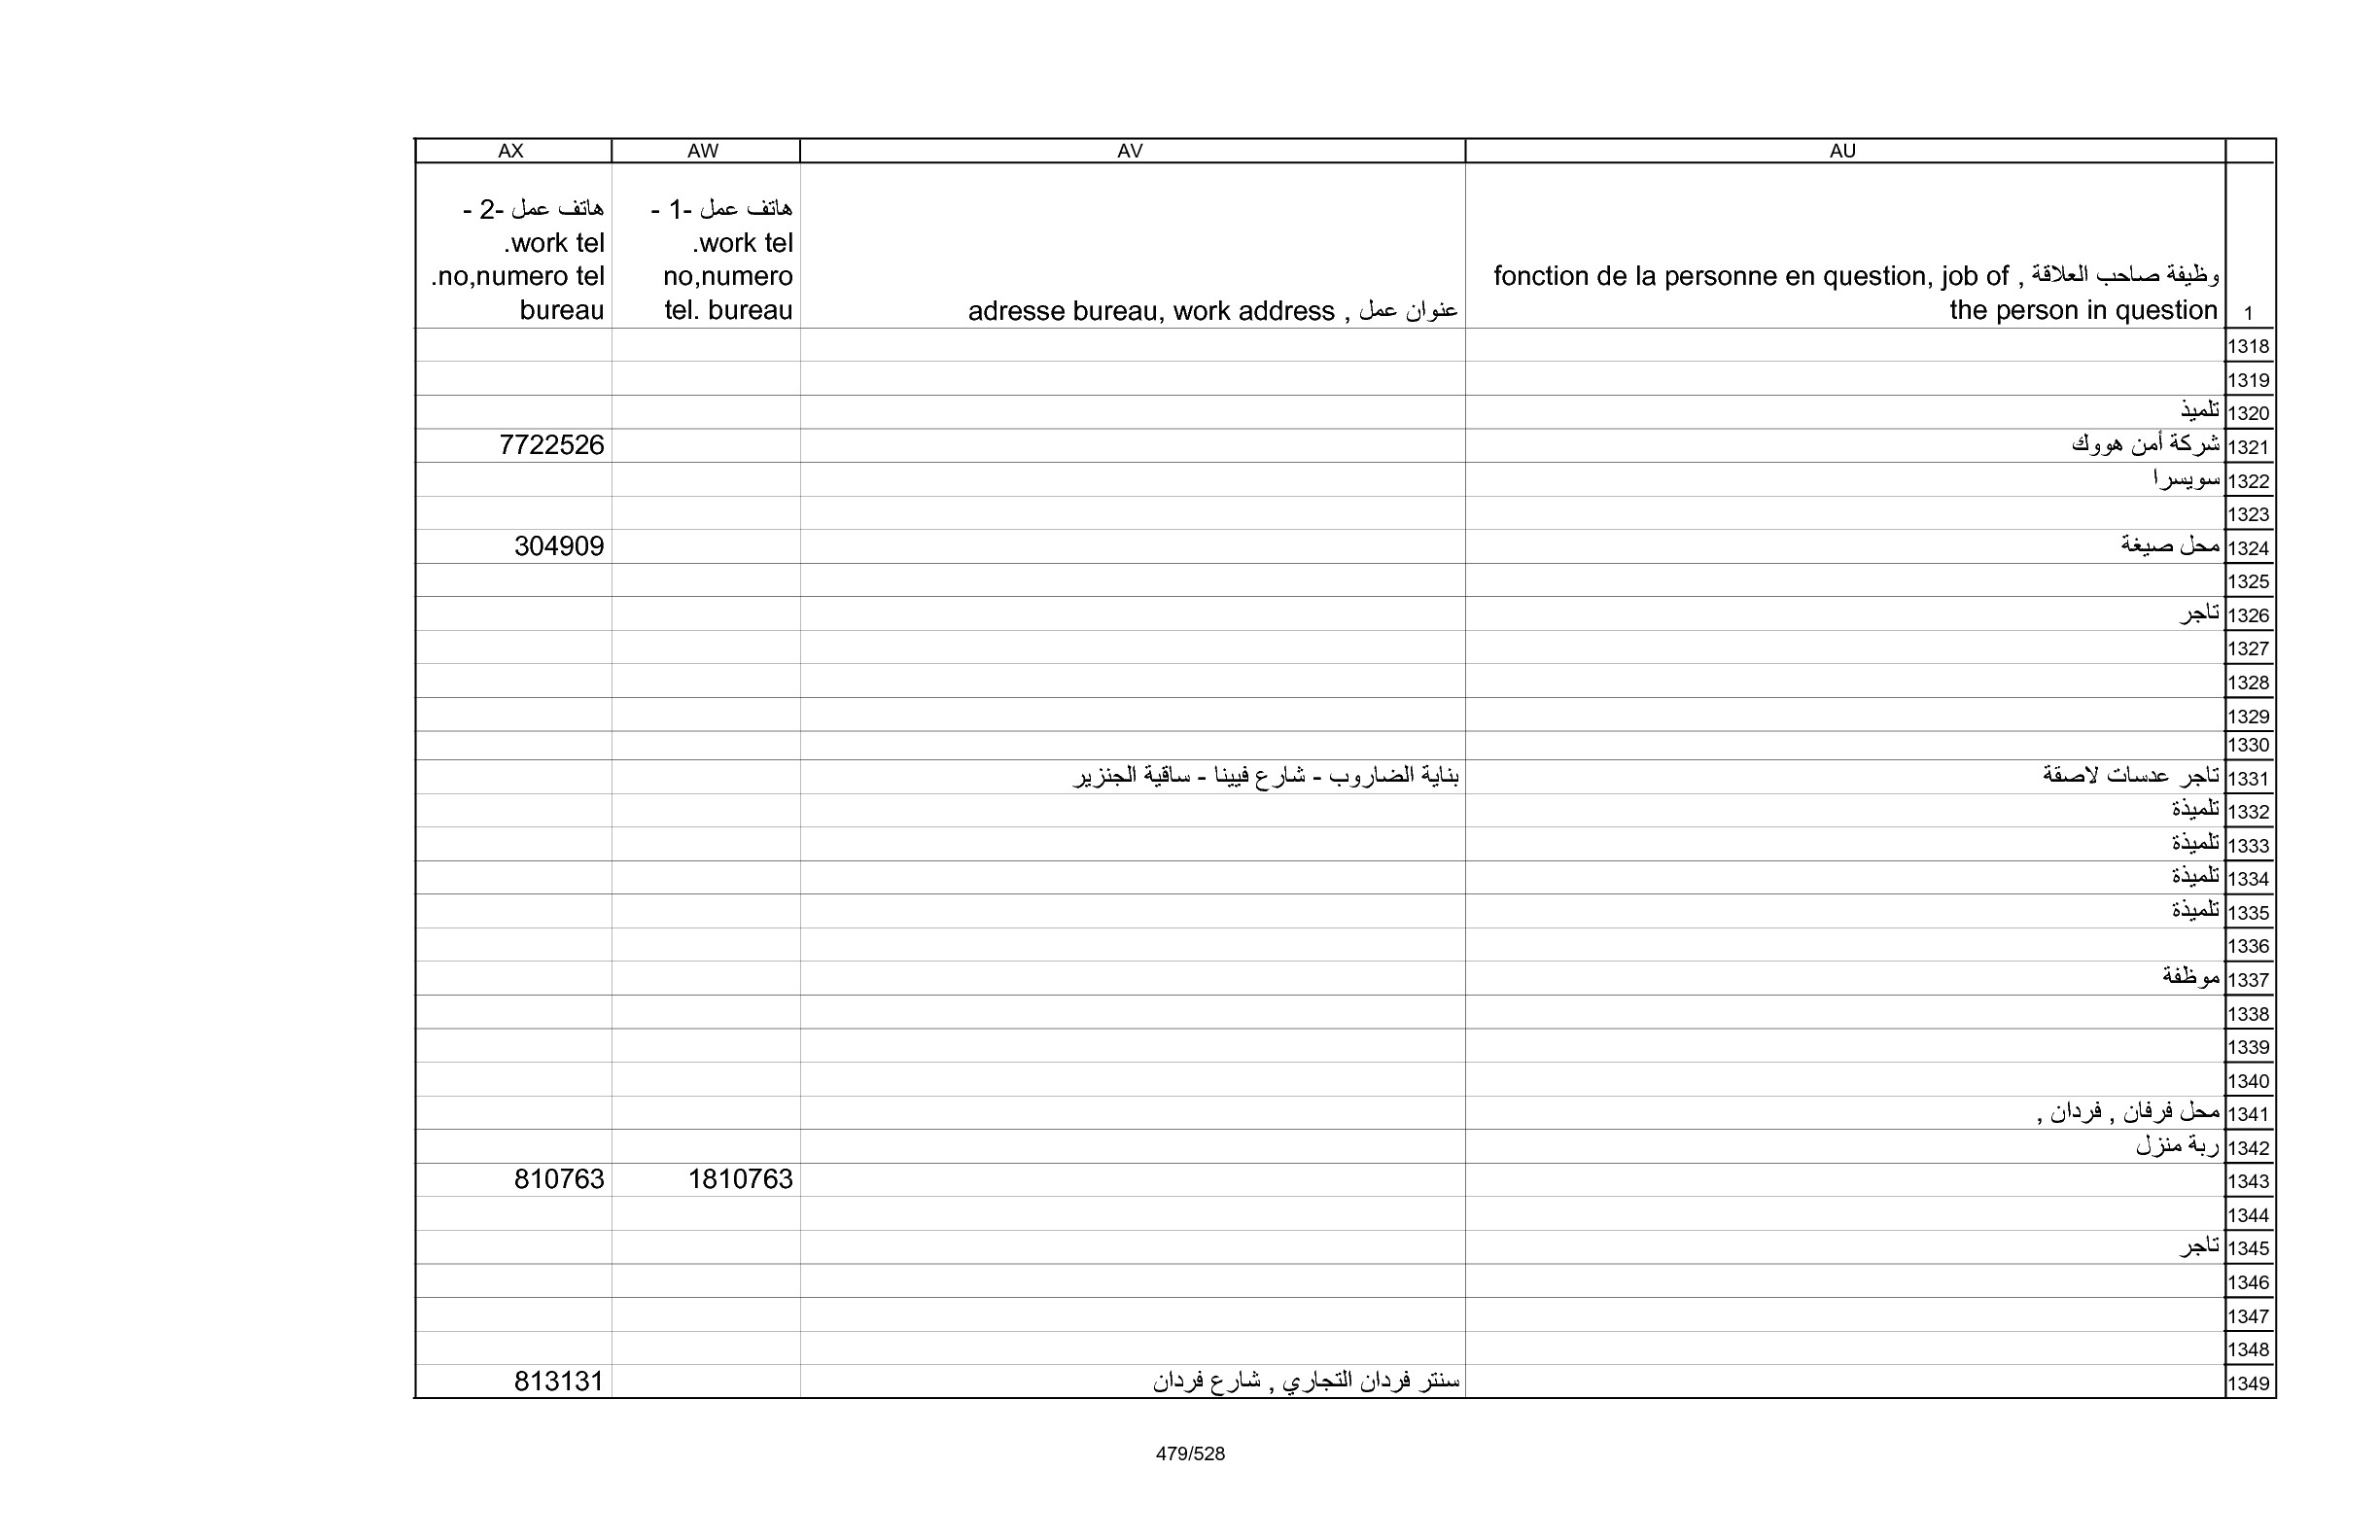 AU AV AW AX
1 وظيفة صاحب العلاقة , fonction de la personne en question, job of
the person in question
عنوان عمل , adresse bureau, work address
هاتف عمل -1 -
work tel.
no,numero
tel. bureau
هاتف عمل -2 -
work tel.
no,numero tel.
bureau
1318
1319
1320 تلميذ
1321 شركة أمن هووك 7722526
1322 سويسرا
1323
1324 محل صيغة 304909
1325
1326 تاجر
1327
1328
1329
1330
1331 تاجر عدسات لاصقة بناية الضاروب - شارع فيينا - ساقية الجنزير
1332 تلميذة
1333 تلميذة
1334 تلميذة
1335 تلميذة
1336
1337 موظفة
1338
1339
1340
1341 محل فرفان , فردان ,
1342 ربة منزل
1343 1810763 810763
1344
1345 تاجر
1346
1347
1348
1349 سنتر فردان التجاري , شارع فردان 813131
479/528